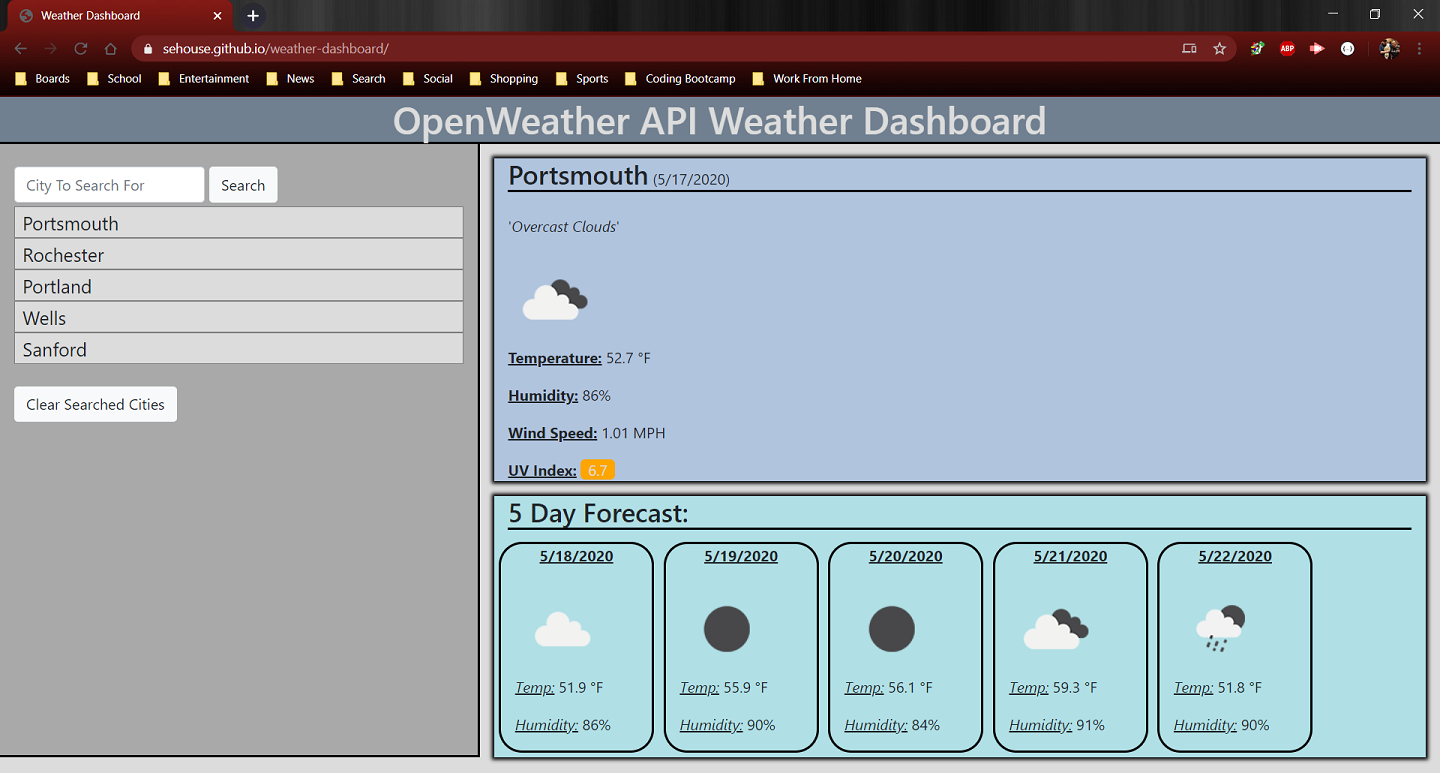 Weather Dashboard
sehouse.github.io/weather-dashboard/
ABP
Boards School Entertainment News Search Social Shopping Sports Coding Bootcamp Work From Home
OpenWeather API Weather Dashboard
City To Search For Search
Portsmouth
Rochester
Portland
Wells
Sanford
Clear Searched Cities
Portsmouth (5/17/2020)
'Overcast Clouds'
Temperature: 52.7 °F
Humidity: 86%
Wind Speed: 1.01 MPH
UV Index: 6.7
5 Day Forecast:
5/18/2020 5/19/2020 5/20/2020 5/21/2020 5/22/2020
Temp: 51.9 °F Temp: 55.9 °F Temp: 56.1 °F Temp: 59.3 °F Temp: 51.8 °F
Humidity: 86% Humidity: 90% Humidity: 84% Humidity: 91% Humidity: 90%